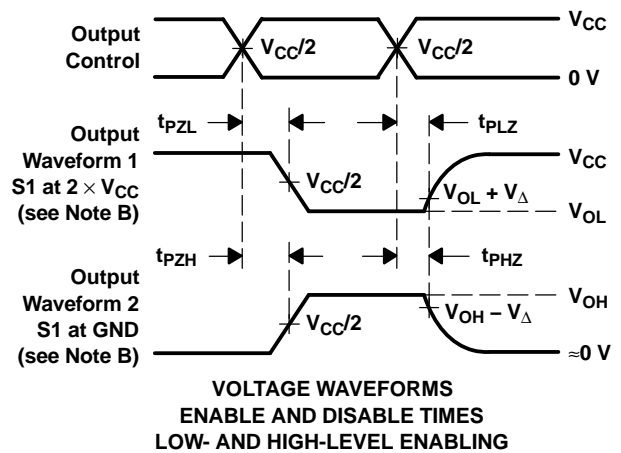 Output
Control
V_CC/2
V_CC/2
V_CC
0 V
t_PZL
t_PLZ
Output
Waveform 1
S1 at 2 × V_CC
(see Note B)
V_CC/2
V_CC
V_OL + V_Δ
V_OL
t_PZH
t_PHZ
Output
Waveform 2
S1 at GND
(see Note B)
V_CC/2
V_OH
V_OH − V_Δ
≈0 V
VOLTAGE WAVEFORMS
ENABLE AND DISABLE TIMES
LOW- AND HIGH-LEVEL ENABLING